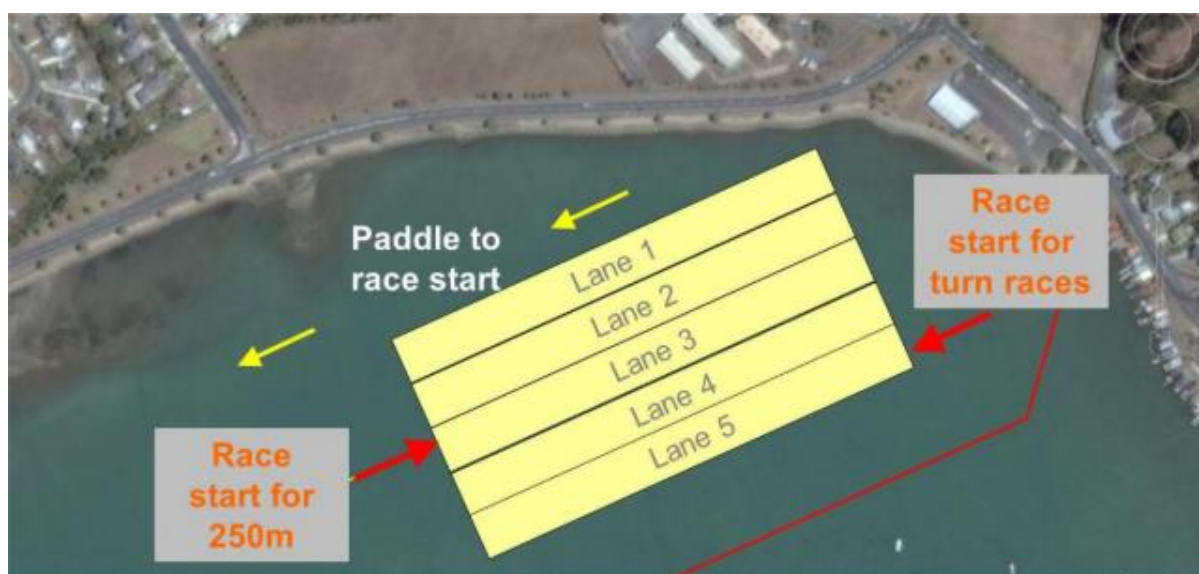 Paddle to
race start
Race
start for
turn races
Lane 1
Lane 2
Lane 3
Lane 4
Lane 5
Race
start for
250m